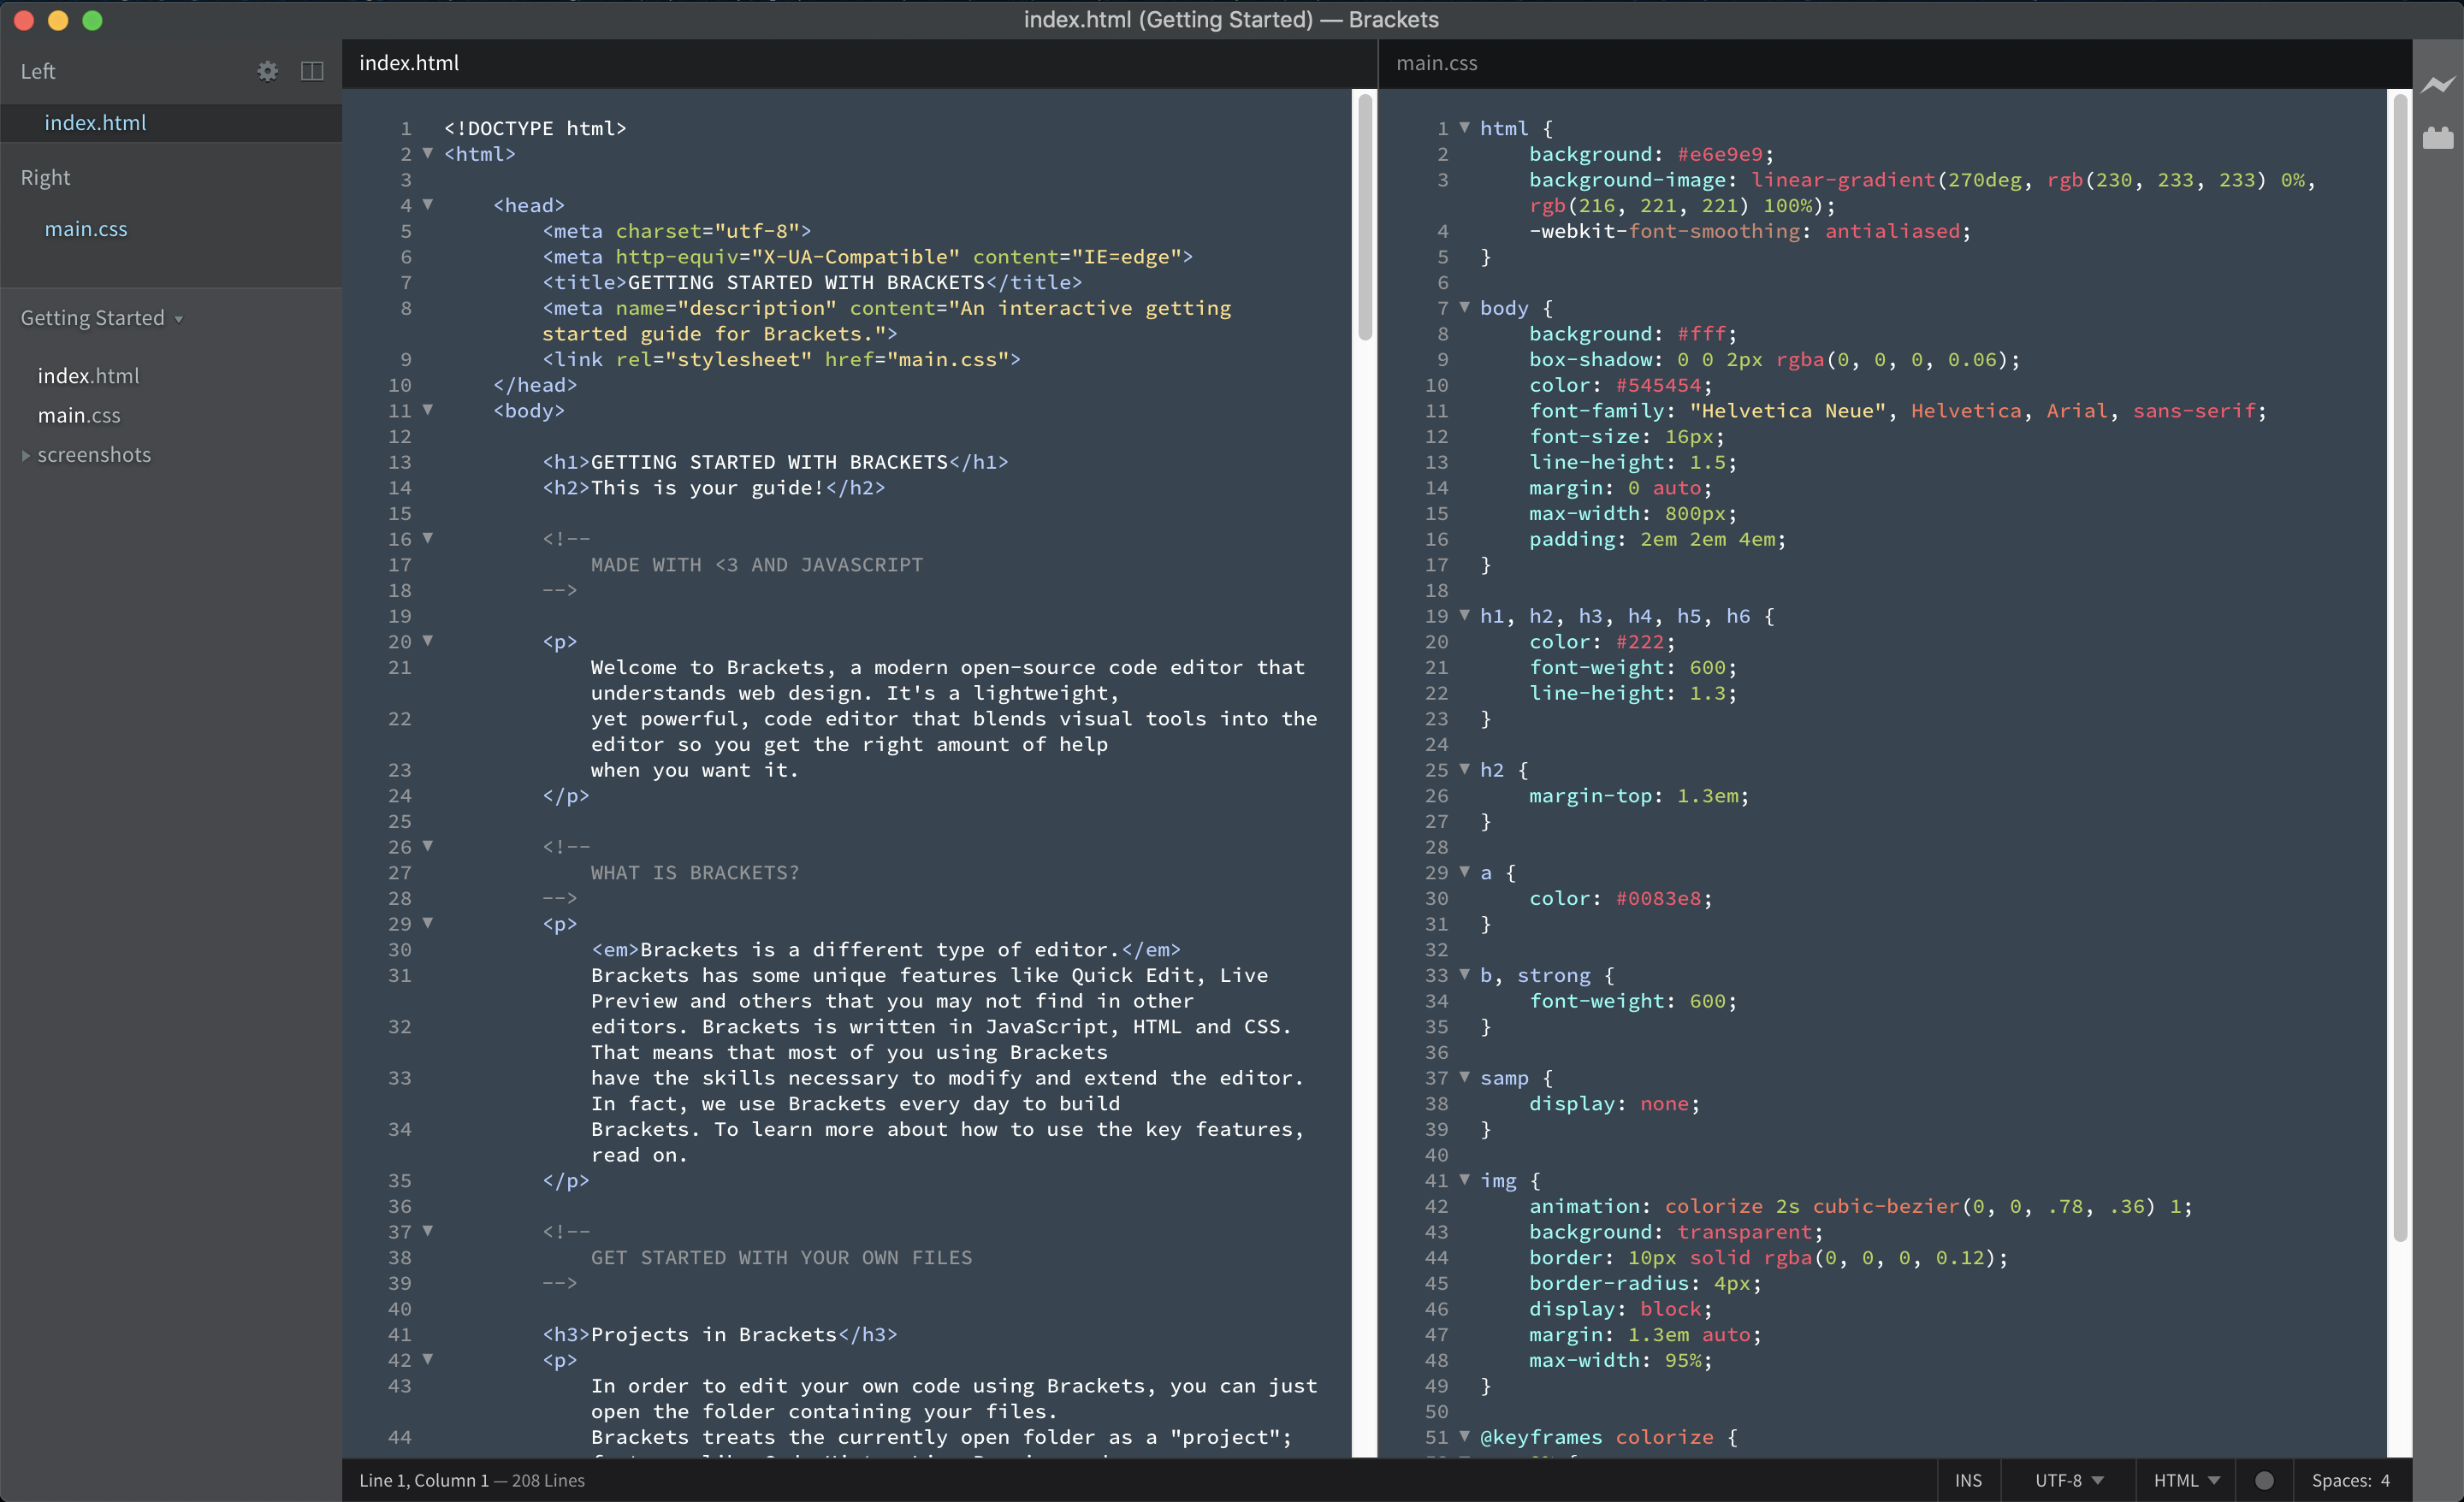 index.html (Getting Started) — Brackets
Left
index.html
Right
main.css
Getting Started
index.html
main.css
screenshots
index.html
1 <!DOCTYPE html>
2 <html>
3
4 <head>
5 <meta charset="utf-8">
6 <meta http-equiv="X-UA-Compatible" content="IE=edge">
7 <title>GETTING STARTED WITH BRACKETS</title>
8 <meta name="description" content="An interactive getting
started guide for Brackets.">
9 <link rel="stylesheet" href="main.css">
10 </head>
11 <body>
12
13 <h1>GETTING STARTED WITH BRACKETS</h1>
14 <h2>This is your guide!</h2>
15
16 <!--
17 MADE WITH <3 AND JAVASCRIPT
18 -->
19
20 <p>
21 Welcome to Brackets, a modern open-source code editor that
understands web design. It's a lightweight,
22 yet powerful, code editor that blends visual tools into the
editor so you get the right amount of help
23 when you want it.
24 </p>
25
26 <!--
27 WHAT IS BRACKETS?
28 -->
29 <p>
30 <em>Brackets is a different type of editor.</em>
31 Brackets has some unique features like Quick Edit, Live
Preview and others that you may not find in other
32 editors. Brackets is written in JavaScript, HTML and CSS.
That means that most of you using Brackets
33 have the skills necessary to modify and extend the editor.
In fact, we use Brackets every day to build
34 Brackets. To learn more about how to use the key features,
read on.
35 </p>
36
37 <!--
38 GET STARTED WITH YOUR OWN FILES
39 -->
40
41 <h3>Projects in Brackets</h3>
42 <p>
43 In order to edit your own code using Brackets, you can just
open the folder containing your files.
44 Brackets treats the currently open folder as a "project";
main.css
1 html {
2 background: #e6e9e9;
3 background-image: linear-gradient(270deg, rgb(230, 233, 233) 0%,
rgb(216, 221, 221) 100%);
4 -webkit-font-smoothing: antialiased;
5 }
6
7 body {
8 background: #fff;
9 box-shadow: 0 0 2px rgba(0, 0, 0, 0.06);
10 color: #545454;
11 font-family: "Helvetica Neue", Helvetica, Arial, sans-serif;
12 font-size: 16px;
13 line-height: 1.5;
14 margin: 0 auto;
15 max-width: 800px;
16 padding: 2em 2em 4em;
17 }
18
19 h1, h2, h3, h4, h5, h6 {
20 color: #222;
21 font-weight: 600;
22 line-height: 1.3;
23 }
24
25 h2 {
26 margin-top: 1.3em;
27 }
28
29 a {
30 color: #0083e8;
31 }
32
33 b, strong {
34 font-weight: 600;
35 }
36
37 samp {
38 display: none;
39 }
40
41 img {
42 animation: colorize 2s cubic-bezier(0, 0, .78, .36) 1;
43 background: transparent;
44 border: 10px solid rgba(0, 0, 0, 0.12);
45 border-radius: 4px;
46 display: block;
47 margin: 1.3em auto;
48 max-width: 95%;
49 }
50
51 @keyframes colorize {
Line 1, Column 1 — 208 Lines
INS
UTF-8
HTML
Spaces: 4